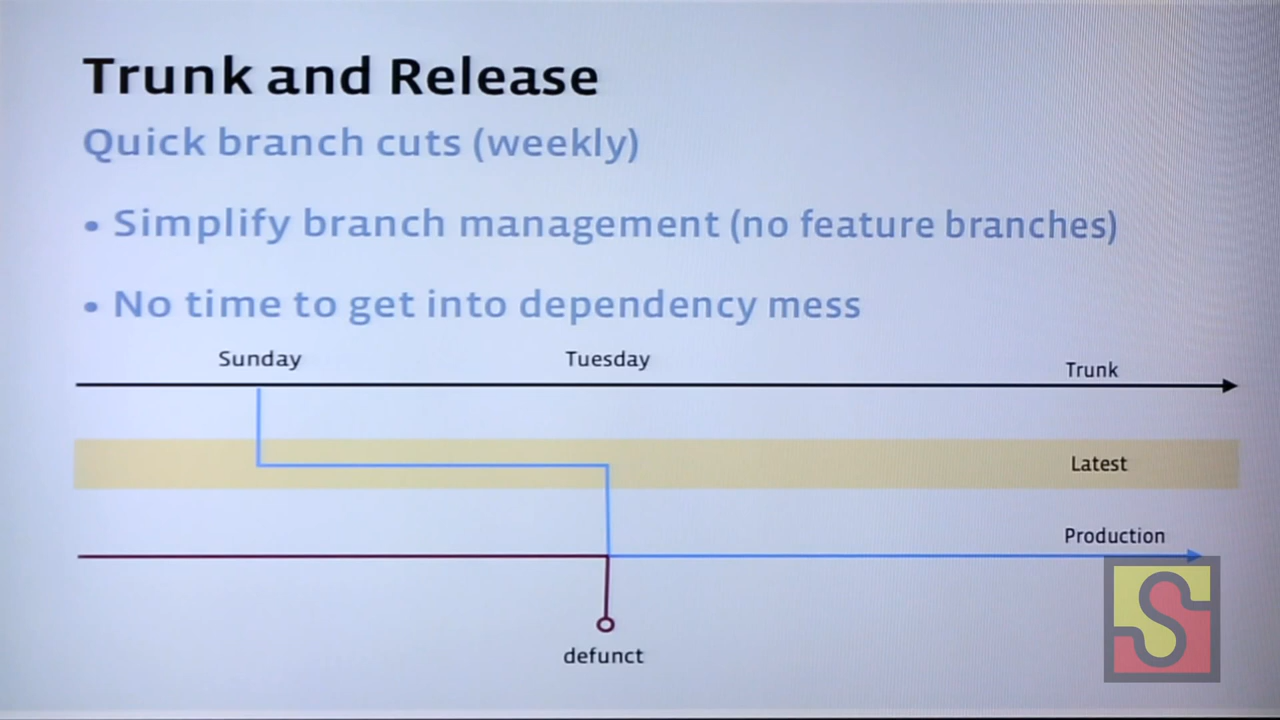 Trunk and Release
Quick branch cuts (weekly)
• Simplify branch management (no feature branches)
• No time to get into dependency mess
Sunday
Tuesday
Trunk
Latest
Production
defunct